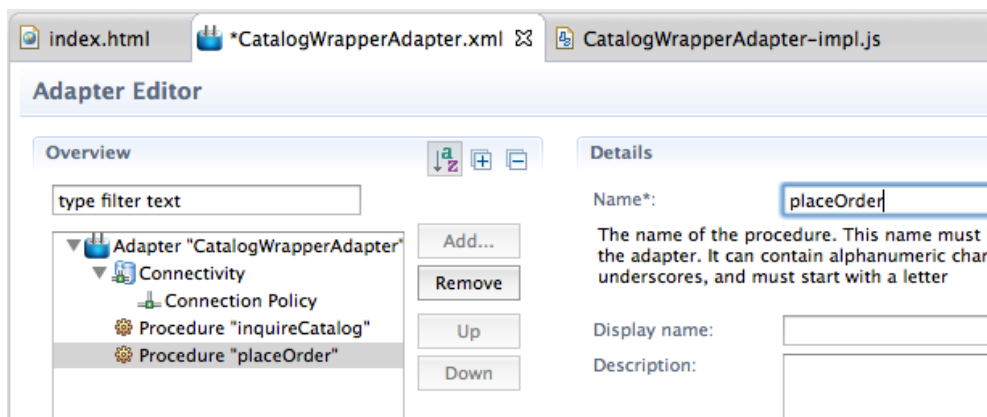 index.html
*CatalogWrapperAdapter.xml
CatalogWrapperAdapter-impl.js
Adapter Editor
Overview
type filter text
Adapter "CatalogWrapperAdapter"
Connectivity
Connection Policy
Procedure "inquireCatalog"
Procedure "placeOrder"
Add...
Remove
Up
Down
Details
Name*:
placeOrder
The name of the procedure. This name must
the adapter. It can contain alphanumeric char
underscores, and must start with a letter
Display name:
Description: